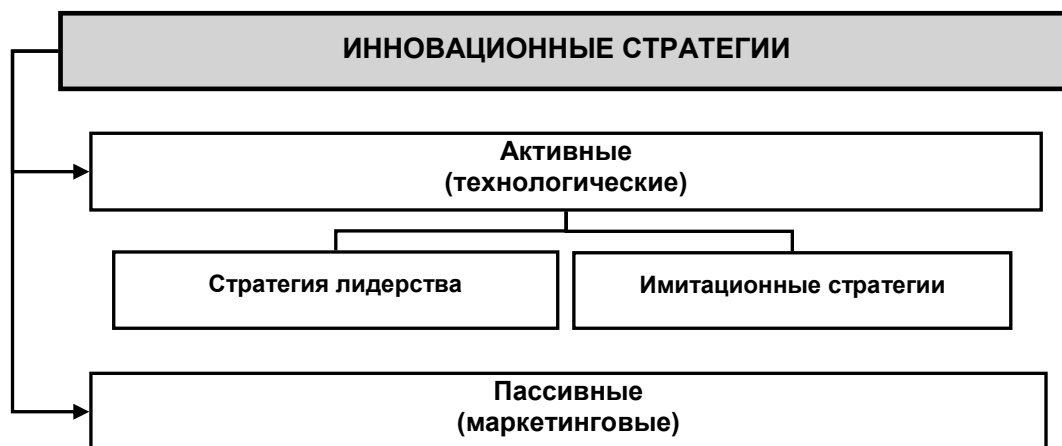 ИННОВАЦИОННЫЕ СТРАТЕГИИ
Активные
(технологические)
Стратегия лидерства
Имитационные стратегии
Пассивные
(маркетинговые)